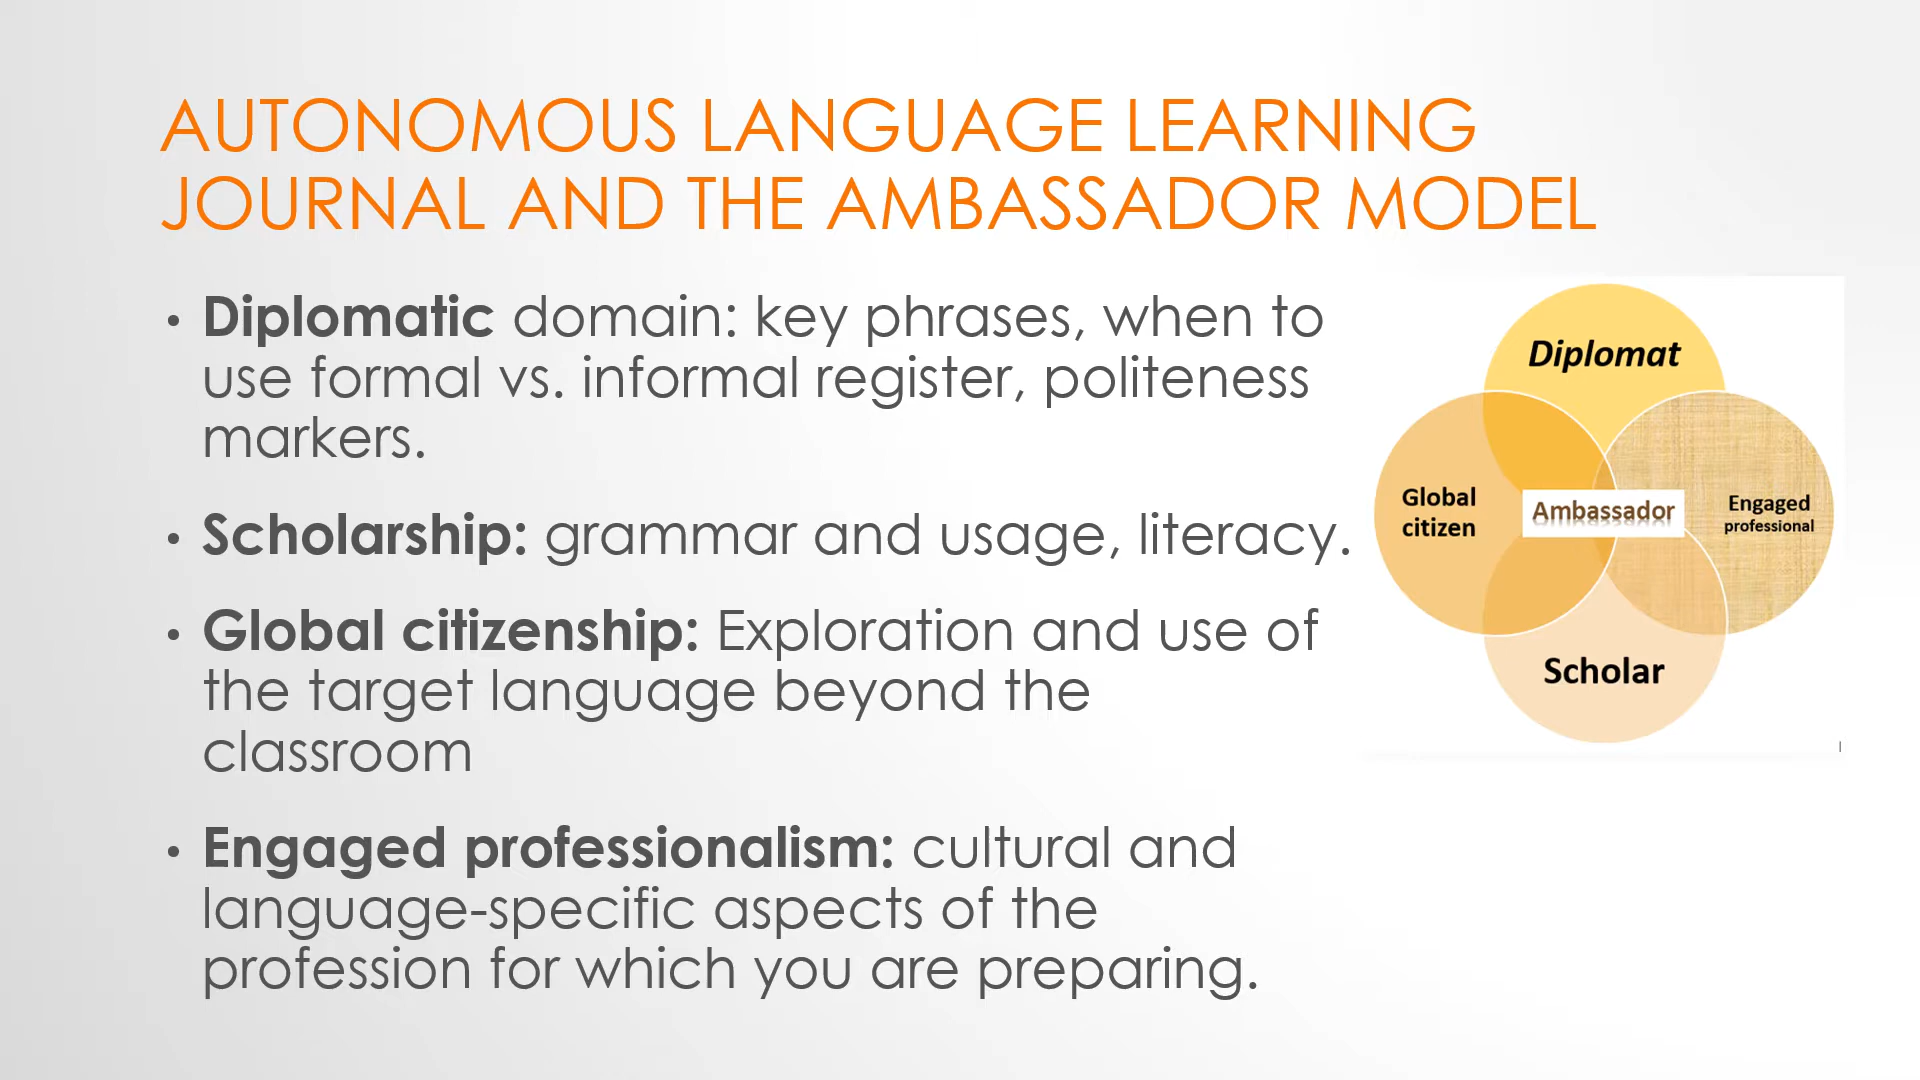 AUTONOMOUS LANGUAGE LEARNING
JOURNAL AND THE AMBASSADOR MODEL
• Diplomatic domain: key phrases, when to
use formal vs. informal register, politeness
markers.
• Scholarship: grammar and usage, literacy.
• Global citizenship: Exploration and use of
the target language beyond the
classroom
• Engaged professionalism: cultural and
language-specific aspects of the
profession for which you are preparing.
Diplomat
Global
citizen
Ambassador
Engaged
professional
Scholar